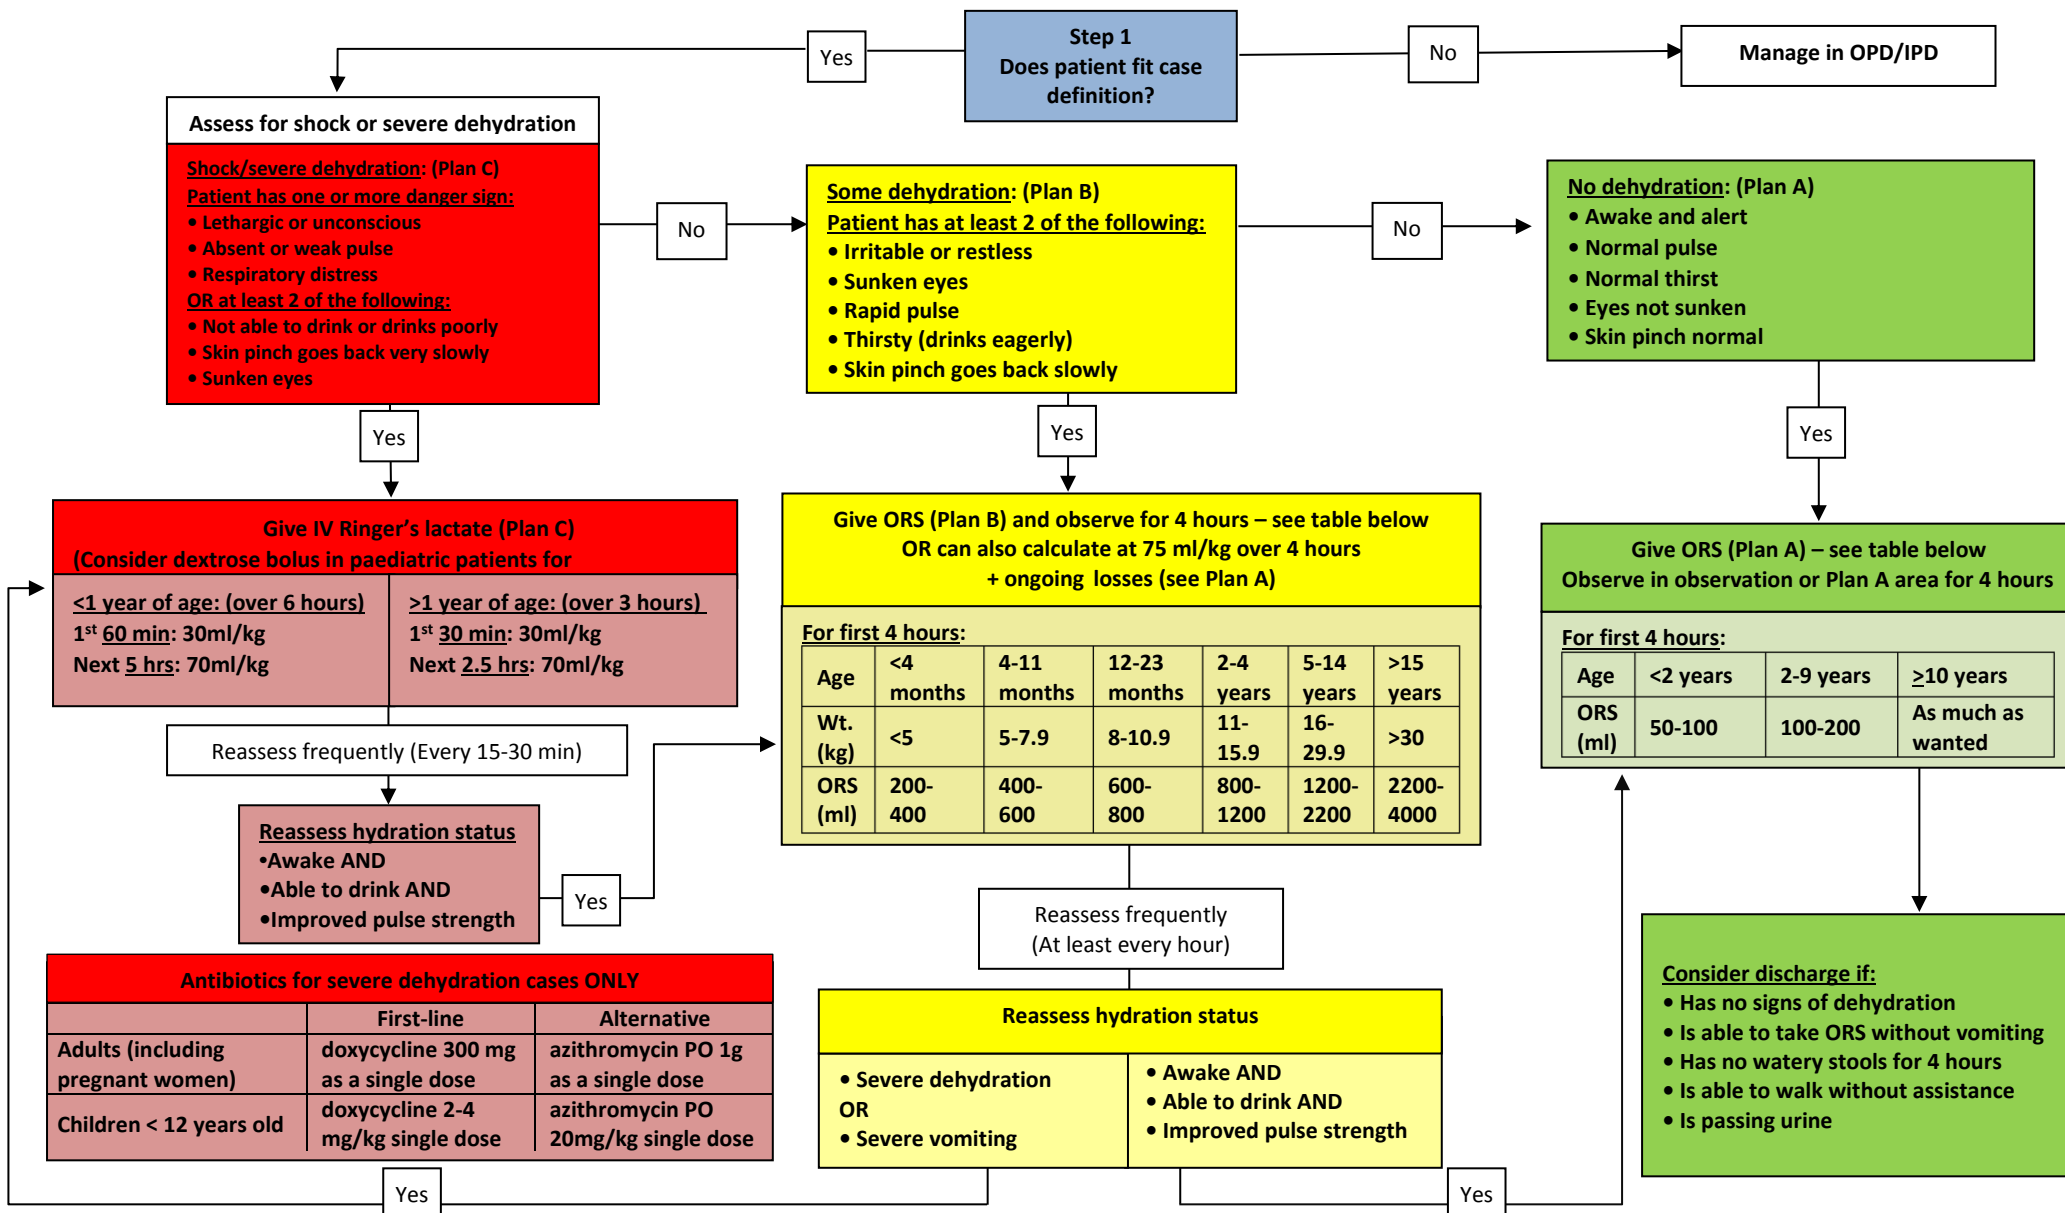 Step 1
Does patient fit case
definition?
Yes
No
Manage in OPD/IPD
Assess for shock or severe dehydration
Shock/severe dehydration: (Plan C)
Patient has one or more danger sign:
• Lethargic or unconscious
• Absent or weak pulse
• Respiratory distress
OR at least 2 of the following:
• Not able to drink or drinks poorly
• Skin pinch goes back very slowly
• Sunken eyes
No
Some dehydration: (Plan B)
Patient has at least 2 of the following:
• Irritable or restless
• Sunken eyes
• Rapid pulse
• Thirsty (drinks eagerly)
• Skin pinch goes back slowly
No
No dehydration: (Plan A)
• Awake and alert
• Normal pulse
• Normal thirst
• Eyes not sunken
• Skin pinch normal
Yes
Yes
Yes
Give IV Ringer's lactate (Plan C)
(Consider dextrose bolus in paediatric patients for
<1 year of age: (over 6 hours)
1st 60 min: 30ml/kg
Next 5 hrs: 70ml/kg
>1 year of age: (over 3 hours)
1st 30 min: 30ml/kg
Next 2.5 hrs: 70ml/kg
Reassess frequently (Every 15-30 min)
Reassess hydration status
•Awake AND
•Able to drink AND
•Improved pulse strength
Yes
Give ORS (Plan B) and observe for 4 hours – see table below
OR can also calculate at 75 ml/kg over 4 hours
+ ongoing losses (see Plan A)
For first 4 hours:
Age <4 months 4-11 months 12-23 months 2-4 years 5-14 years >15 years
Wt. (kg) <5 5-7.9 8-10.9 11-15.9 16-29.9 >30
ORS (ml) 200-400 400-600 600-800 800-1200 1200-2200 2200-4000
Reassess frequently
(At least every hour)
Reassess hydration status
• Severe dehydration
OR
• Severe vomiting
• Awake AND
• Able to drink AND
• Improved pulse strength
Yes
Yes
Give ORS (Plan A) – see table below
Observe in observation or Plan A area for 4 hours
For first 4 hours:
Age <2 years 2-9 years ≥10 years
ORS (ml) 50-100 100-200 As much as wanted
Consider discharge if:
• Has no signs of dehydration
• Is able to take ORS without vomiting
• Has no watery stools for 4 hours
• Is able to walk without assistance
• Is passing urine
Antibiotics for severe dehydration cases ONLY
First-line Alternative
Adults (including pregnant women) doxycycline 300 mg as a single dose azithromycin PO 1g as a single dose
Children < 12 years old doxycycline 2-4 mg/kg single dose azithromycin PO 20mg/kg single dose